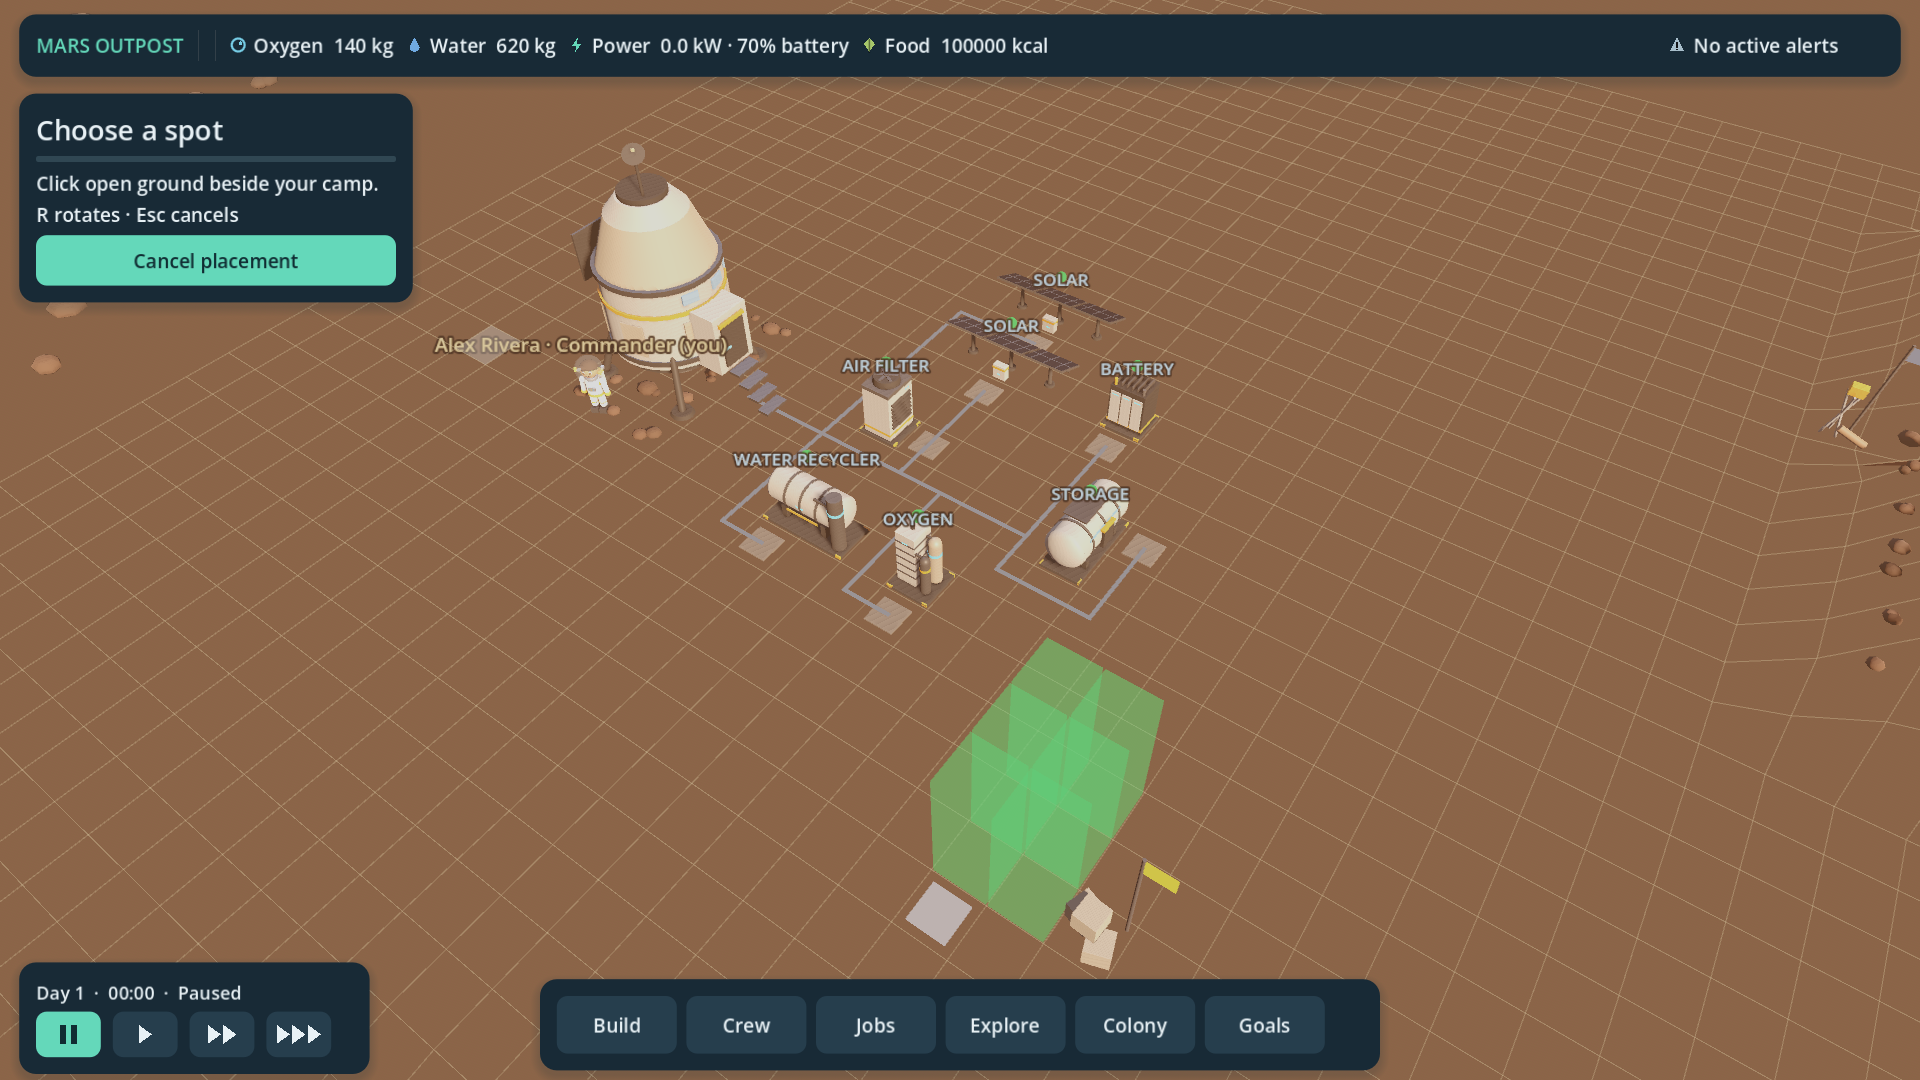 MARS OUTPOST
Oxygen 140 kg
Water 620 kg
Power 0.0 kW · 70% battery
Food 100000 kcal
No active alerts
Choose a spot
Click open ground beside your camp.
R rotates · Esc cancels
Cancel placement
SOLAR
SOLAR
Alex Rivera · Commander (you)
AIR FILTER
BATTERY
WATER RECYCLER
STORAGE
OXYGEN
Day 1 · 00:00 · Paused
Build
Crew
Jobs
Explore
Colony
Goals